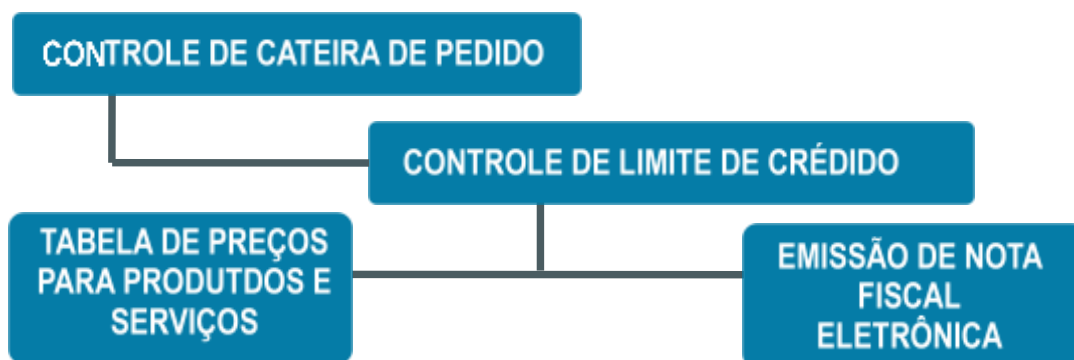 CONTROLE DE CATEIRA DE PEDIDO
CONTROLE DE LIMITE DE CRÉDIDO
TABELA DE PREÇOS
PARA PRODUTDOS E
SERVIÇOS
EMISSÃO DE NOTA
FISCAL
ELETRÔNICA